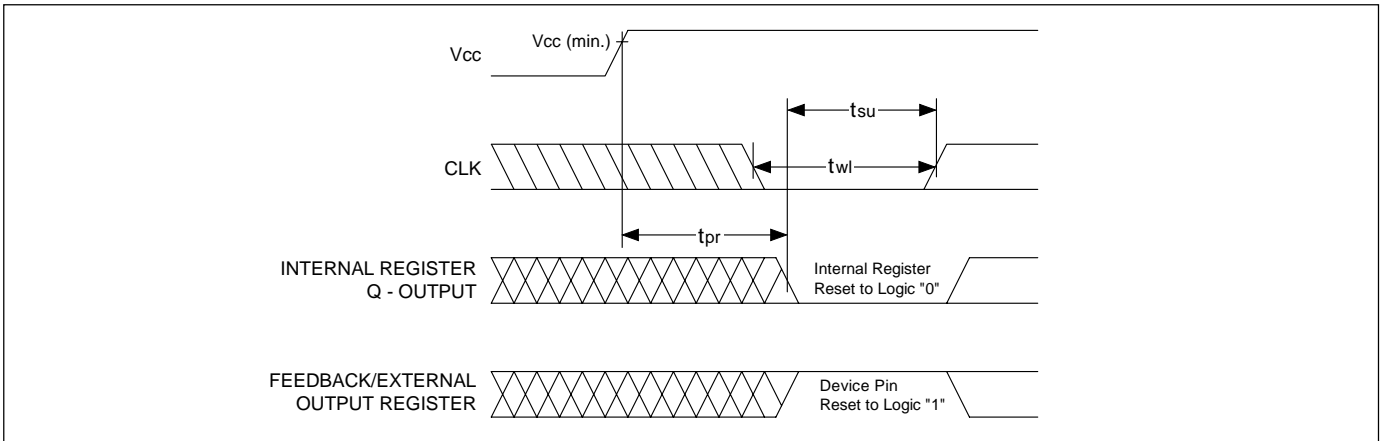 Vcc
Vcc (min.)
tsu
CLK
twl
tpr
INTERNAL REGISTER
Q - OUTPUT
Internal Register
Reset to Logic "0"
FEEDBACK/EXTERNAL
OUTPUT REGISTER
Device Pin
Reset to Logic "1"